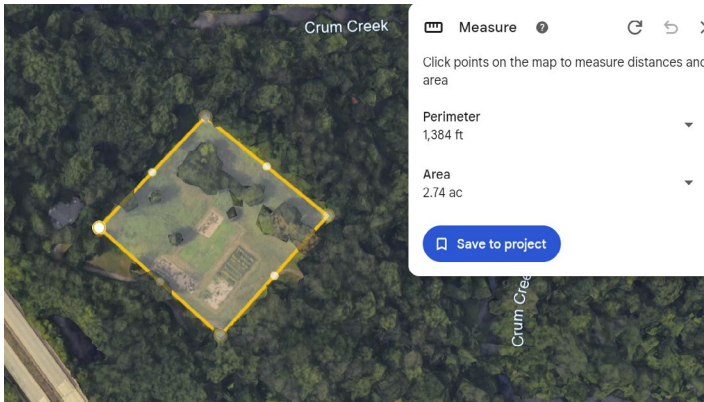 Crum Creek
Measure
Click points on the map to measure distances and
area
Perimeter
1,384 ft
Area
2.74 ac
Save to project
Crum Creek